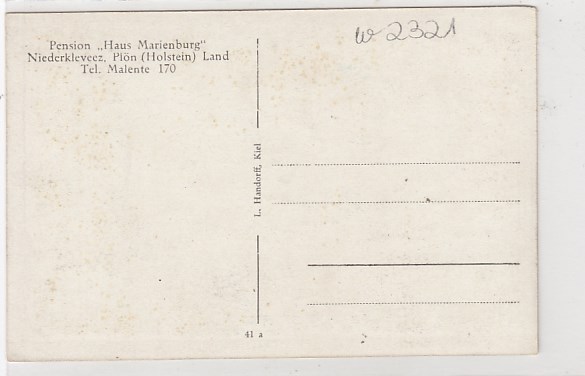 Pension „Haus Marienburg"
Niederkleveez, Plön (Holstein) Land
Tel. Malente 170
w 2321
L. Handorff, Kiel
41 a